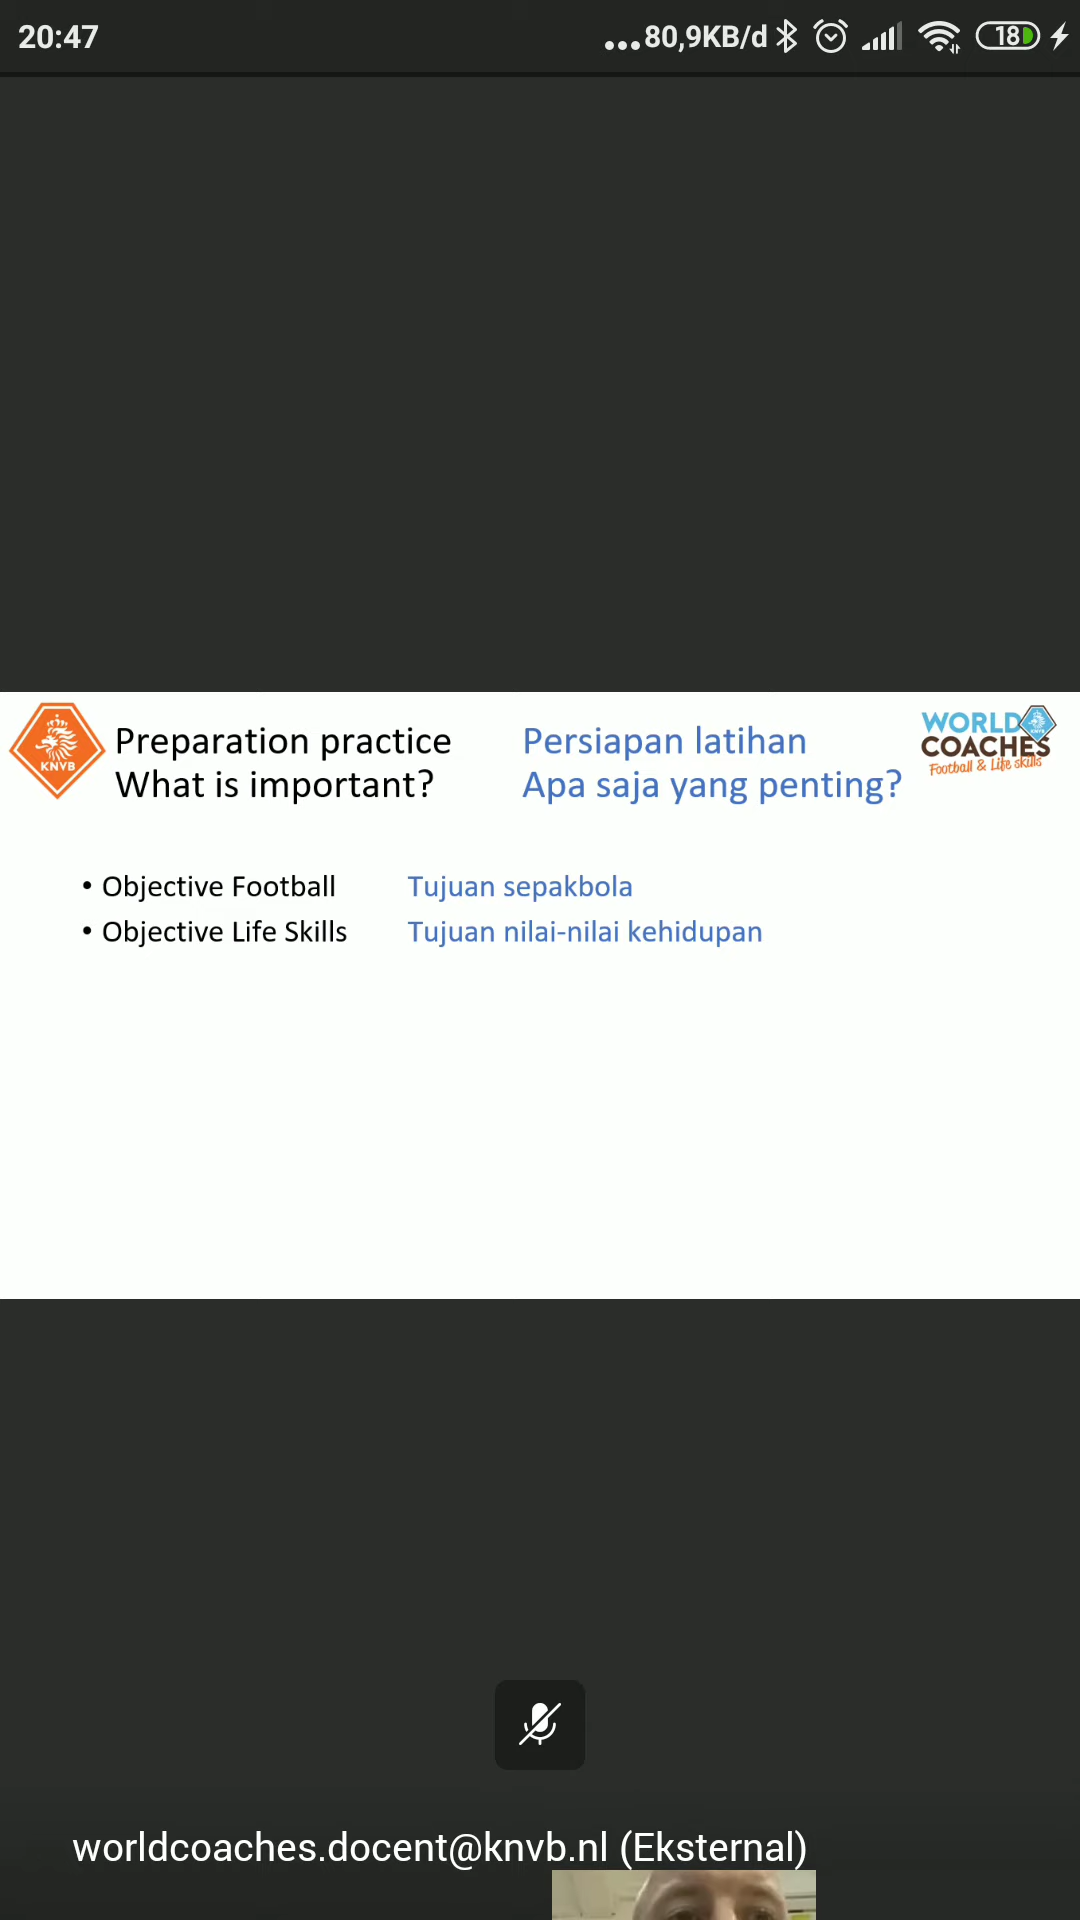 20:47 ...80,9KB/d 18
KNVB
Preparation practice
What is important?
Persiapan latihan
Apa saja yang penting?
WORLD
COACHES
Football & Life skills
• Objective Football Tujuan sepakbola
• Objective Life Skills Tujuan nilai-nilai kehidupan
worldcoaches.docent@knvb.nl (Eksternal)